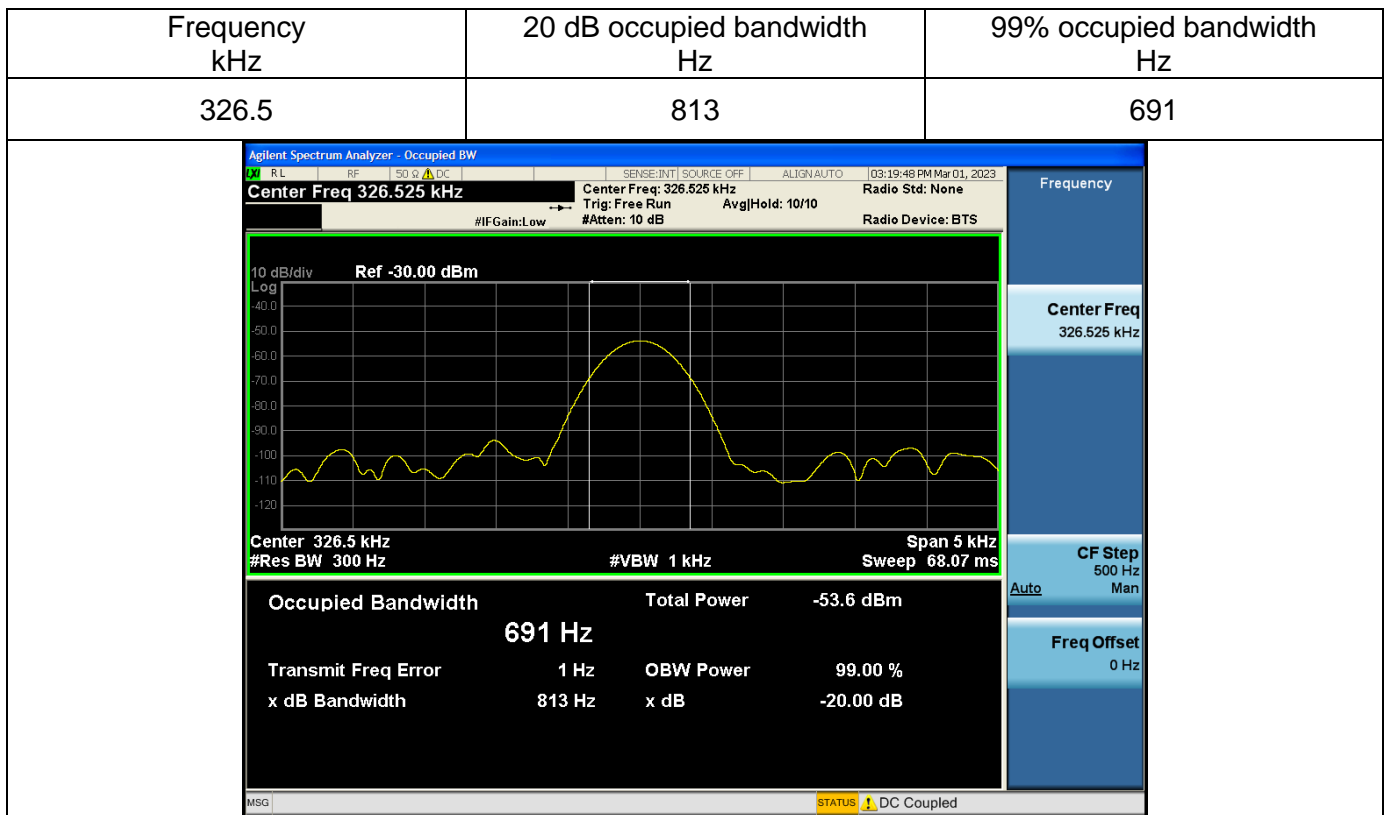 Frequency
kHz
20 dB occupied bandwidth
Hz
99% occupied bandwidth
Hz
326.5
813
691
Agilent Spectrum Analyzer - Occupied BW
LXI RL RF 50 Ω DC SENSE:INT SOURCE OFF ALIGN AUTO 03:19:48 PM Mar 01, 2023
Center Freq 326.525 kHz
Center Freq: 326.525 kHz
Radio Std: None
Trig: Free Run Avg|Hold: 10/10
#IFGain:Low #Atten: 10 dB Radio Device: BTS
10 dB/div Ref -30.00 dBm
Log
-40.0
-50.0
-60.0
-70.0
-80.0
-90.0
-100
-110
-120
Center 326.5 kHz Span 5 kHz
#Res BW 300 Hz #VBW 1 kHz Sweep 68.07 ms
Occupied Bandwidth Total Power -53.6 dBm
691 Hz
Transmit Freq Error 1 Hz OBW Power 99.00 %
x dB Bandwidth 813 Hz x dB -20.00 dB
MSG STATUS DC Coupled
Frequency
Center Freq
326.525 kHz
CF Step
500 Hz
Auto Man
Freq Offset
0 Hz